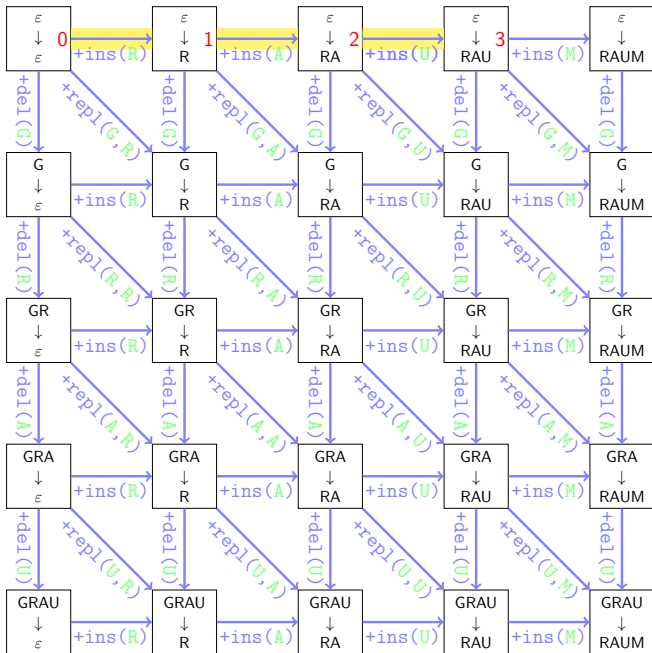 ε ε ε ε ε
↓ 0 ↓ 1 ↓ 2 ↓ 3 ↓
ε +ins(R) R +ins(A) RA +ins(U) RAU +ins(M) RAUM
+del(G) +repl(G,R) +del(G) +repl(G,A) +del(G) +repl(G,U) +del(G) +repl(G,M) +del(G)
G G G G G
↓ ↓ ↓ ↓ ↓
ε +ins(R) R +ins(A) RA +ins(U) RAU +ins(M) RAUM
+del(R) +repl(R,R) +del(R) +repl(R,A) +del(R) +repl(R,U) +del(R) +repl(R,M) +del(R)
GR GR GR GR GR
↓ ↓ ↓ ↓ ↓
ε +ins(R) R +ins(A) RA +ins(U) RAU +ins(M) RAUM
+del(A) +repl(A,R) +del(A) +repl(A,A) +del(A) +repl(A,U) +del(A) +repl(A,M) +del(A)
GRA GRA GRA GRA GRA
↓ ↓ ↓ ↓ ↓
ε +ins(R) R +ins(A) RA +ins(U) RAU +ins(M) RAUM
+del(U) +repl(U,R) +del(U) +repl(U,A) +del(U) +repl(U,U) +del(U) +repl(U,M) +del(U)
GRAU GRAU GRAU GRAU GRAU
↓ ↓ ↓ ↓ ↓
ε +ins(R) R +ins(A) RA +ins(U) RAU +ins(M) RAUM